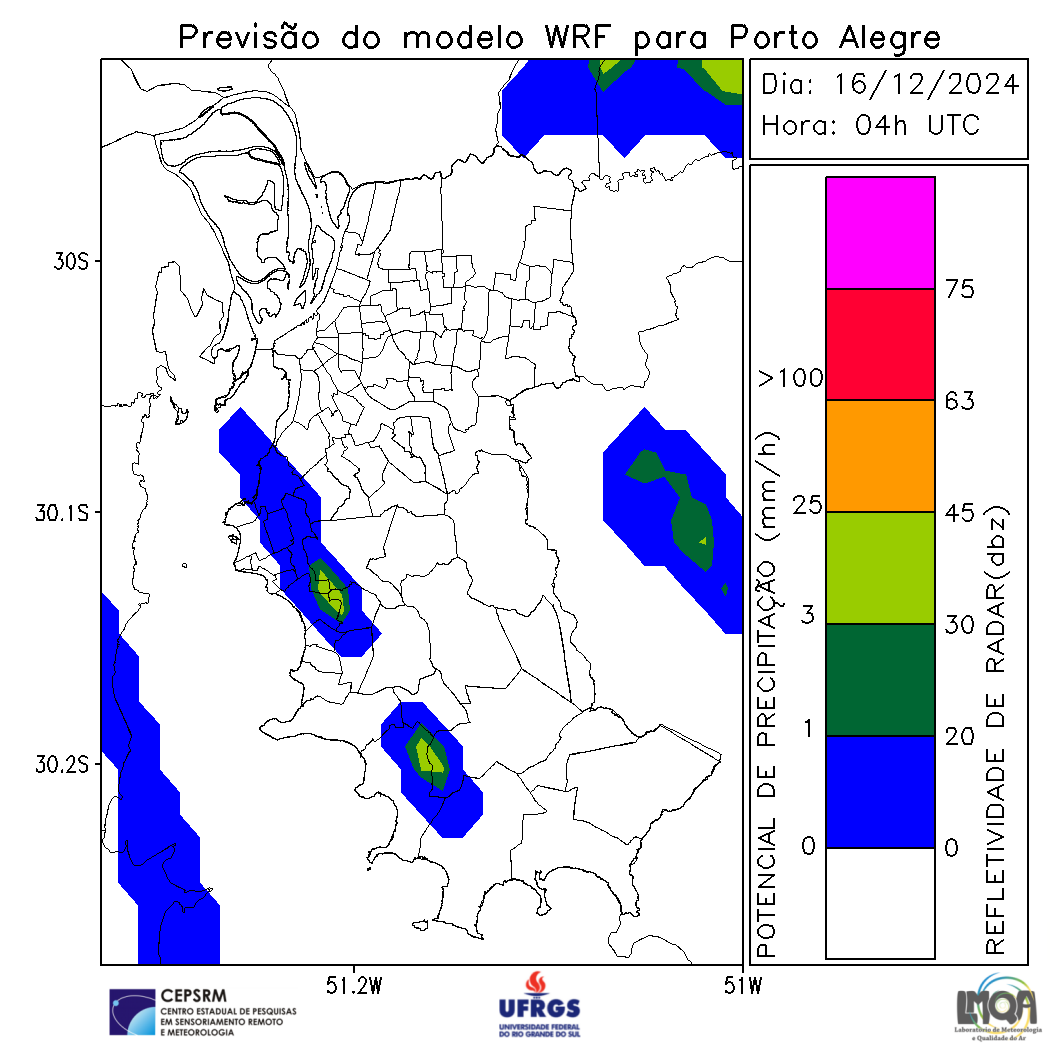 Previsão do modelo WRF para Porto Alegre
Dia: 16/12/2024
Hora: 04h UTC
30S
30.1S
30.2S
51.2W
51W
POTENCIAL DE PRECIPITAÇÃO (mm/h)
>100
25
3
1
0
75
63
45
30
20
0
REFLETIVIDADE DE RADAR(dbz)
CEPSRM
CENTRO ESTADUAL DE PESQUISAS
EM SENSORIAMENTO REMOTO
E METEOROLOGIA
UFRGS
UNIVERSIDADE FEDERAL
DO RIO GRANDE DO SUL
LMQA
Laboratório de Meteorologia
e Qualidade do Ar